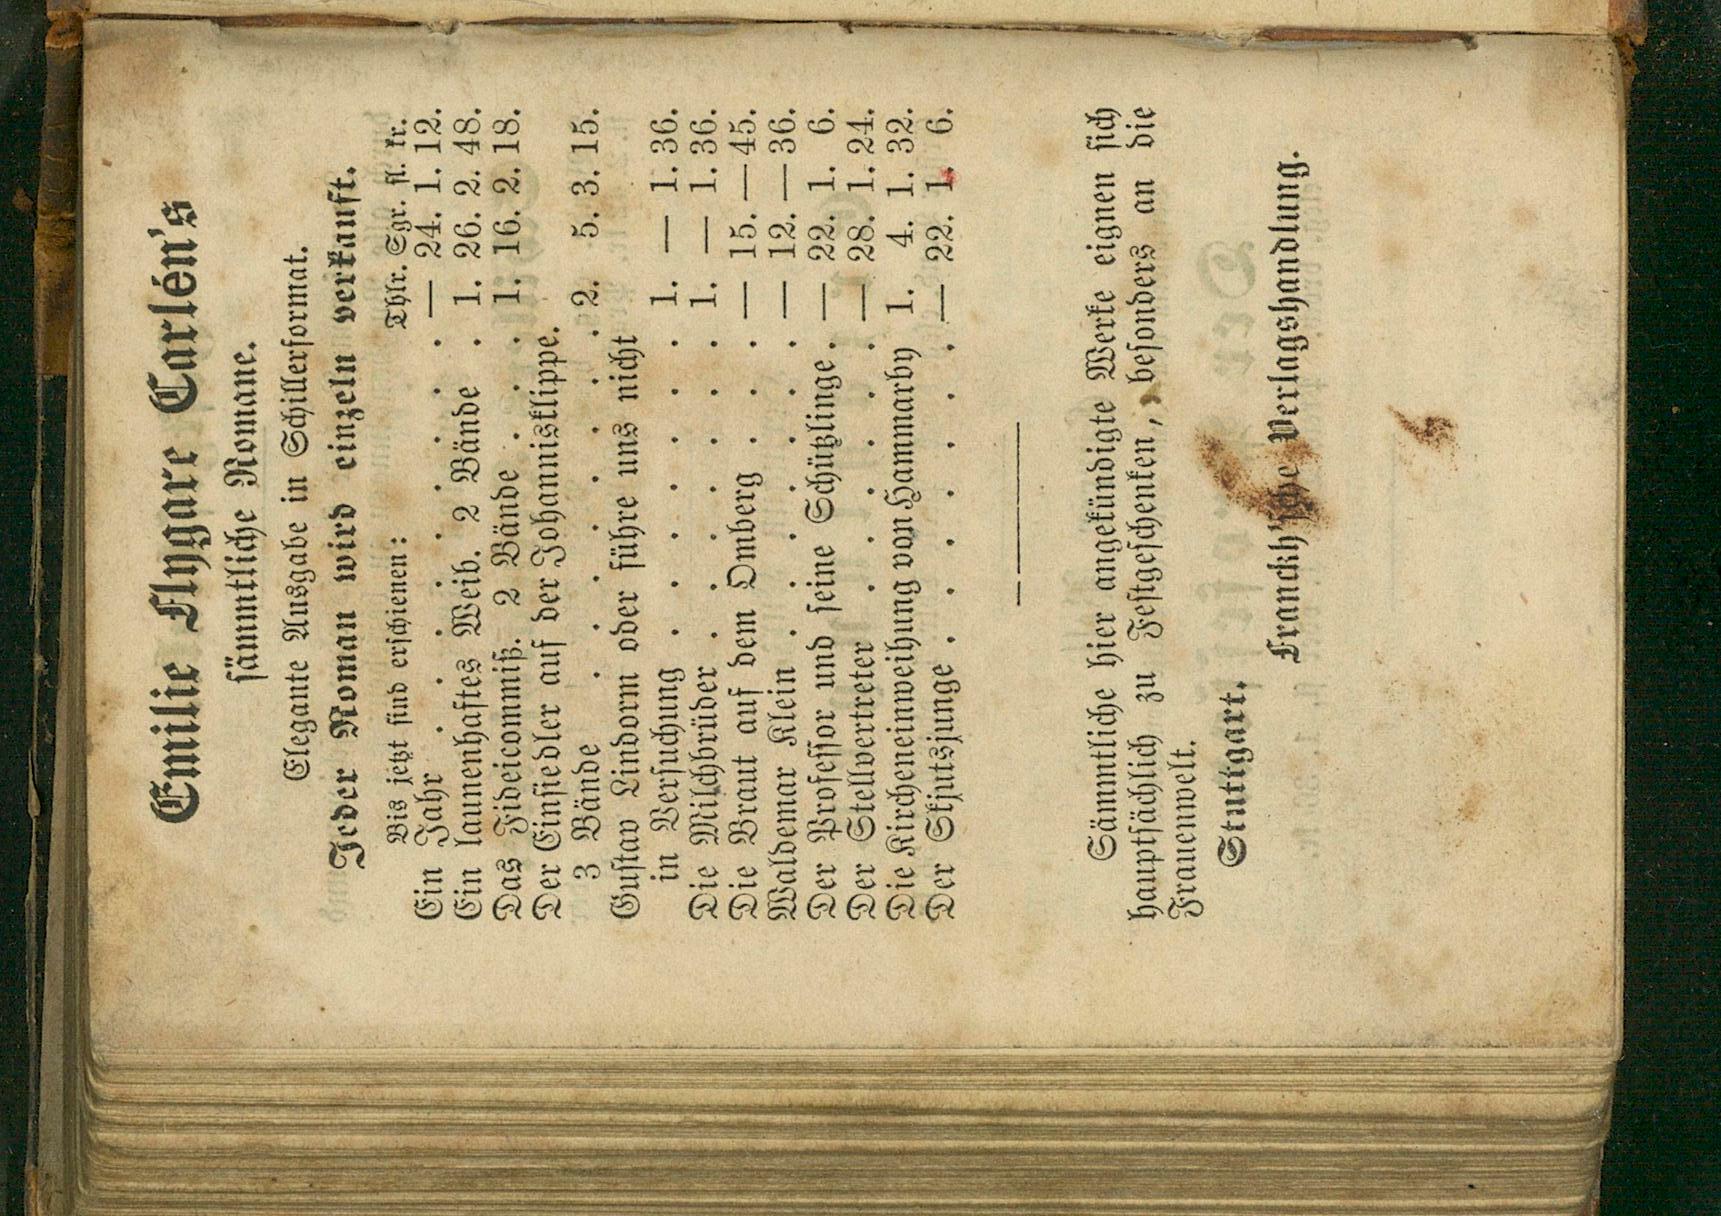 Emilie Flygare Carlén's
sämmtliche Romane.
Elegante Ausgabe in Schillerformat.
Jeder Roman wird einzeln verkauft.
Bis jetzt sind erschienen: Thlr. Sgr. fl. kr.
Ein Jahr . . . . . . . . — 24. 1. 12.
Ein launenhaftes Weib. 2 Bände . 1. 26. 2. 48.
Das Fideicommiß. 2 Bände . . . 1. 16. 2. 18.
Der Einsiedler auf der Johannisklippe.
3 Bände . . . . . . . . 2. 5. 3. 15.
Gustav Lindorm oder führe uns nicht
in Versuchung . . . . . . . 1. — 1. 36.
Die Milchbrüder . . . . . . . 1. — 1. 36.
Die Braut auf dem Omberg . . . . — 15. — 45.
Waldemar Klein . . . . . . . — 12. — 36.
Der Professor und seine Schützlinge . — 22. 1. 6.
Der Stellvertreter . . . . . . — 28. 1. 24.
Die Kircheneinweihung von Hammarby 1. 4. 1. 32.
Der Skjutsjunge . . . . . . . — 22. 1. 6.
Sämmtliche hier angekündigte Werke eignen sich
hauptsächlich zu Festgeschenken, besonders an die
Frauenwelt.
Stuttgart.
Franckh'sche Verlagshandlung.